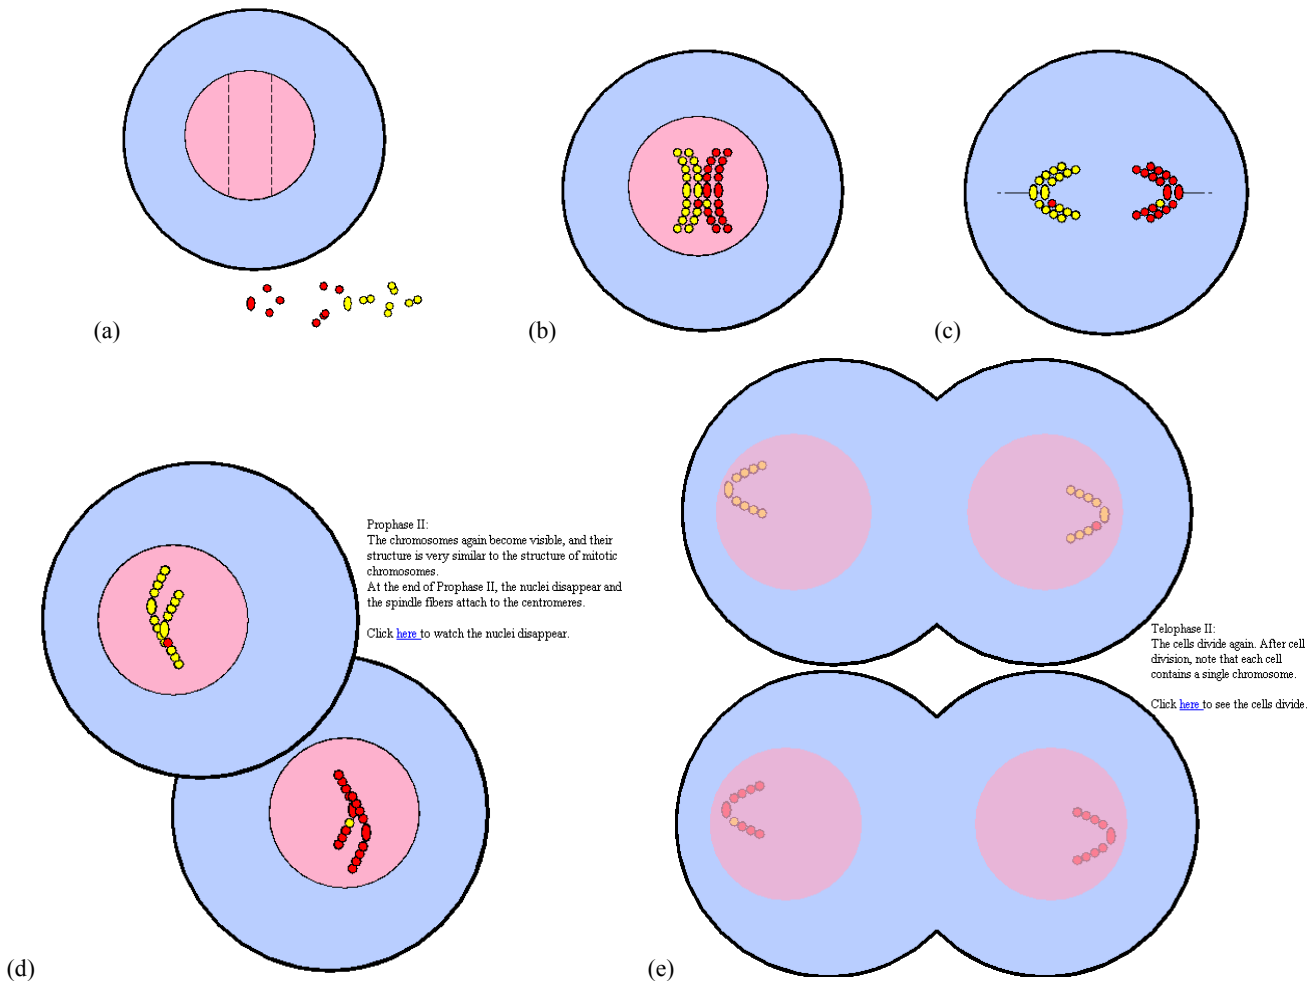 (a)
(b)
(c)
Prophase II:
The chromosomes again become visible, and their
structure is very similar to the structure of mitotic
chromosomes.
At the end of Prophase II, the nuclei disappear and
the spindle fibers attach to the centromeres.
Click here to watch the nuclei disappear.
Telophase II:
The cells divide again. After cell
division, note that each cell
contains a single chromosome.
Click here to see the cells divide.
(d)
(e)